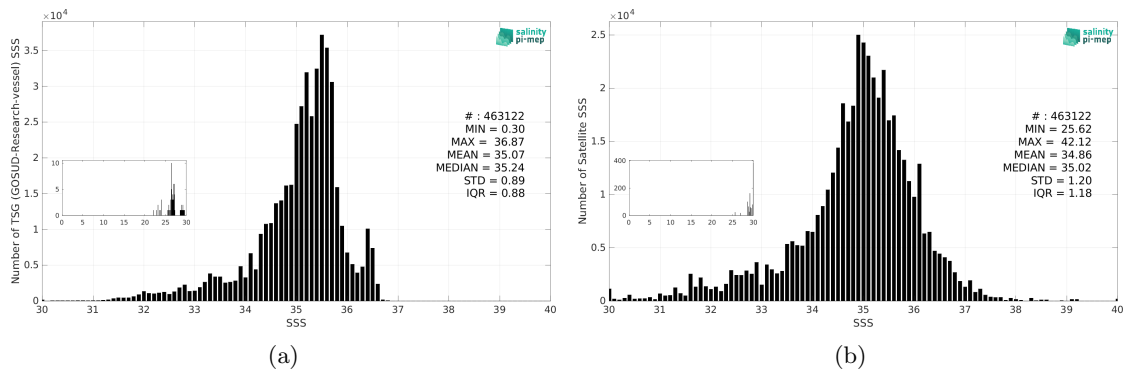 ×10⁴
Number of TSG (GOSUD-Research-vessel) SSS
3.5
3
2.5
2
1.5
1
0.5
0
30 31 32 33 34 35 36 37 38 39 40
SSS
salinity
pi-mep
# : 463122
MIN = 0.30
MAX = 36.87
MEAN = 35.07
MEDIAN = 35.24
STD = 0.89
IQR = 0.88
10
5
0
0 5 10 15 20 25 30
(a)
×10⁴
Number of Satellite SSS
2.5
2
1.5
1
0.5
0
30 31 32 33 34 35 36 37 38 39 40
SSS
salinity
pi-mep
# : 463122
MIN = 25.62
MAX = 42.12
MEAN = 34.86
MEDIAN = 35.02
STD = 1.20
IQR = 1.18
400
200
0
0 5 10 15 20 25 30
(b)